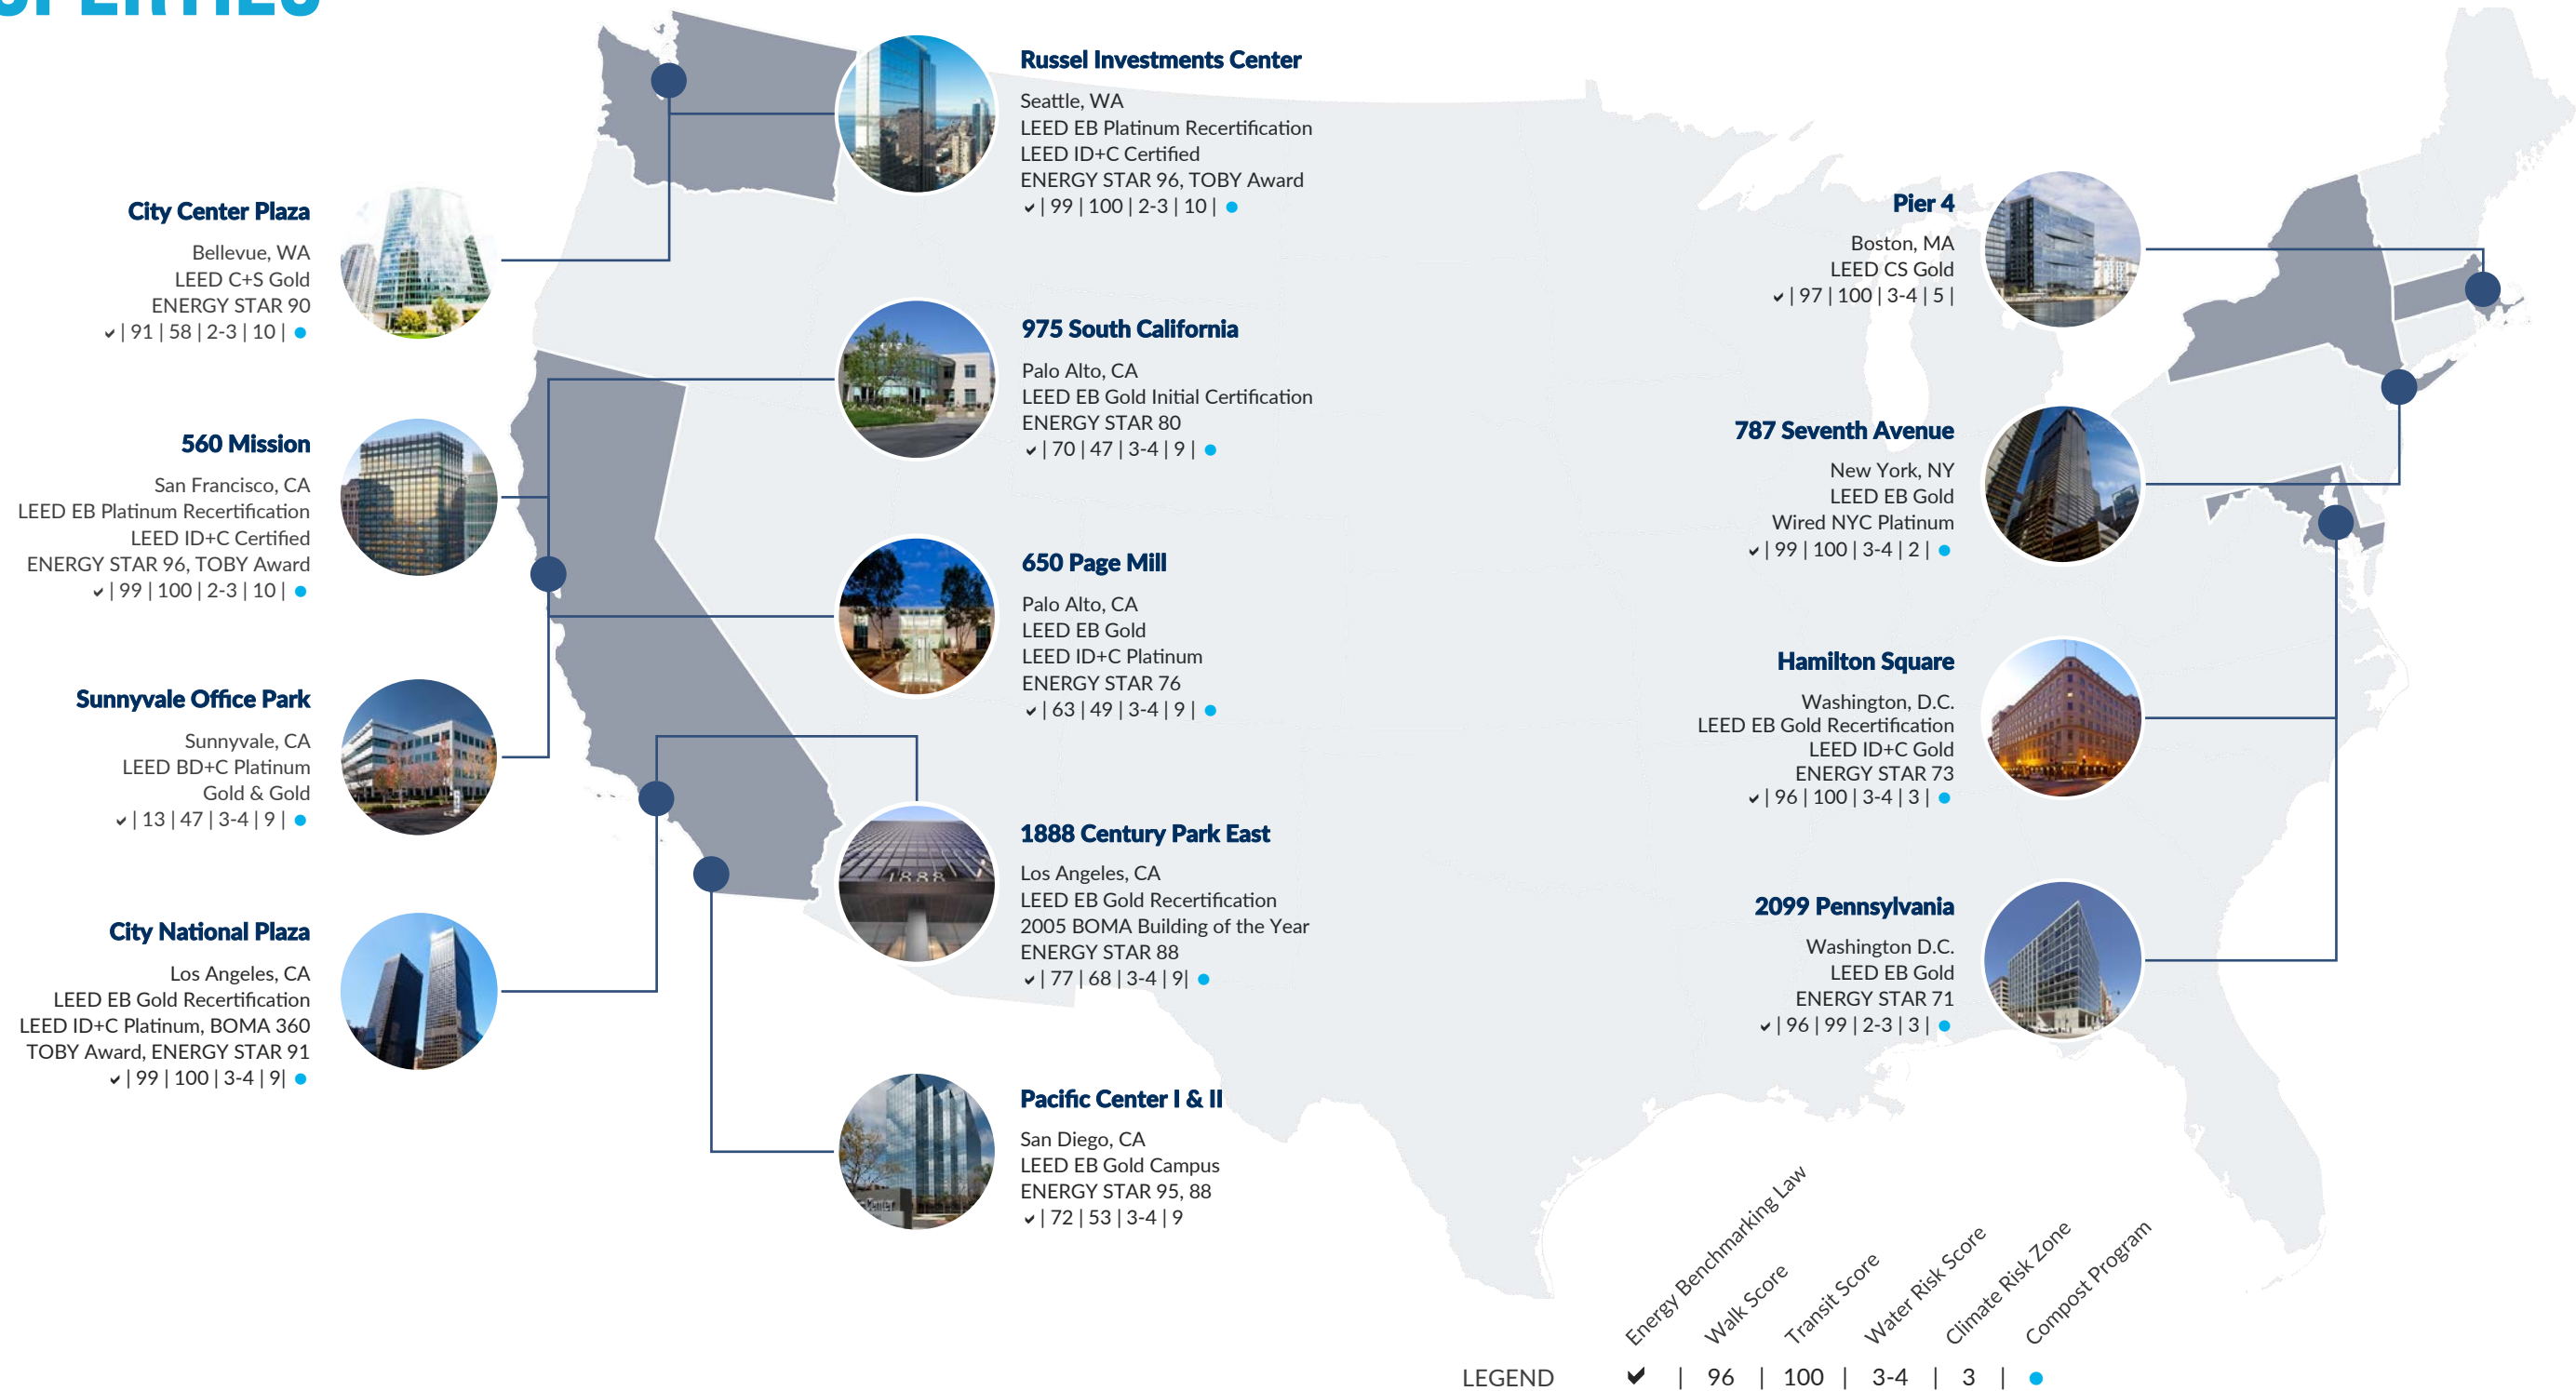 City Center Plaza
Bellevue, WA
LEED C+S Gold
ENERGY STAR 90
✓ | 91 | 58 | 2-3 | 10 | ●
560 Mission
San Francisco, CA
LEED EB Platinum Recertification
LEED ID+C Certified
ENERGY STAR 96, TOBY Award
✓ | 99 | 100 | 2-3 | 10 | ●
Sunnyvale Office Park
Sunnyvale, CA
LEED BD+C Platinum
Gold & Gold
✓ | 13 | 47 | 3-4 | 9 | ●
City National Plaza
Los Angeles, CA
LEED EB Gold Recertification
LEED ID+C Platinum, BOMA 360
TOBY Award, ENERGY STAR 91
✓ | 99 | 100 | 3-4 | 9| ●
Russel Investments Center
Seattle, WA
LEED EB Platinum Recertification
LEED ID+C Certified
ENERGY STAR 96, TOBY Award
✓ | 99 | 100 | 2-3 | 10 | ●
975 South California
Palo Alto, CA
LEED EB Gold Initial Certification
ENERGY STAR 80
✓ | 70 | 47 | 3-4 | 9 | ●
650 Page Mill
Palo Alto, CA
LEED EB Gold
LEED ID+C Platinum
ENERGY STAR 76
✓ | 63 | 49 | 3-4 | 9 | ●
1888
1888 Century Park East
Los Angeles, CA
LEED EB Gold Recertification
2005 BOMA Building of the Year
ENERGY STAR 88
✓ | 77 | 68 | 3-4 | 9| ●
Pacific Center I & II
San Diego, CA
LEED EB Gold Campus
ENERGY STAR 95, 88
✓ | 72 | 53 | 3-4 | 9
Pier 4
Boston, MA
LEED CS Gold
✓ | 97 | 100 | 3-4 | 5 |
787 Seventh Avenue
New York, NY
LEED EB Gold
Wired NYC Platinum
✓ | 99 | 100 | 3-4 | 2 | ●
Hamilton Square
Washington, D.C.
LEED EB Gold Recertification
LEED ID+C Gold
ENERGY STAR 73
✓ | 96 | 100 | 3-4 | 3 | ●
2099 Pennsylvania
Washington D.C.
LEED EB Gold
ENERGY STAR 71
✓ | 96 | 99 | 2-3 | 3 | ●
Energy Benchmarking Law
Walk Score
Transit Score
Water Risk Score
Climate Risk Zone
Compost Program
LEGEND ✓ | 96 | 100 | 3-4 | 3 | ●